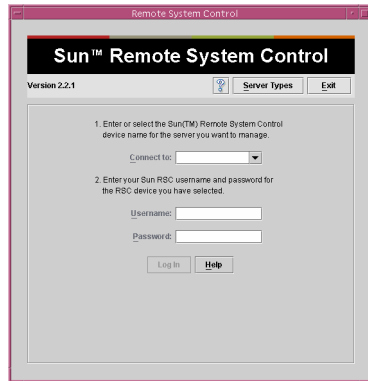 Remote System Control
Sun™ Remote System Control
Version 2.2.1
Server Types
Exit
1. Enter or select the Sun(TM) Remote System Control
device name for the server you want to manage.
Connect to:
2. Enter your Sun RSC username and password for
the RSC device you have selected.
Username:
Password:
Log In
Help